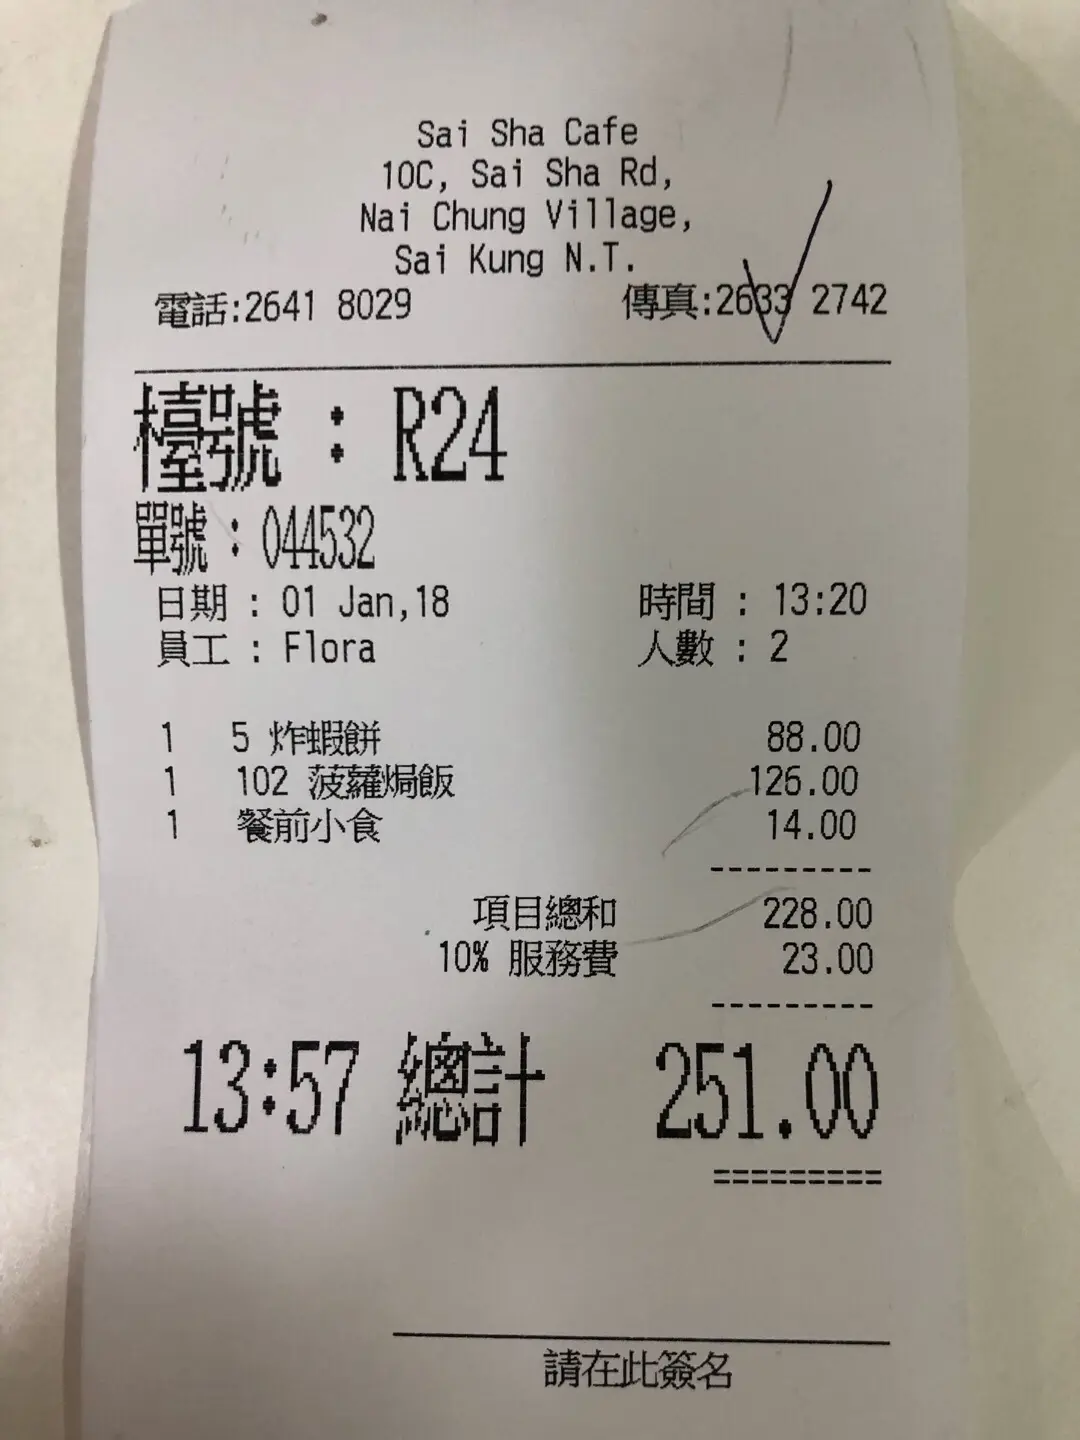 Sai Sha Cafe
10C, Sai Sha Rd,
Nai Chung Village,
Sai Kung N.T.
電話:2641 8029 傳真:2633 2742
檯號 : R24
單號 : 044532
日期 : 01 Jan,18 時間 : 13:20
員工 : Flora 人數 : 2
1 5 炸蝦餅 88.00
1 102 菠蘿焗飯 126.00
1 餐前小食 14.00
---------
項目總和 228.00
10% 服務費 23.00
---------
13:57 總計 251.00
=========
請在此簽名